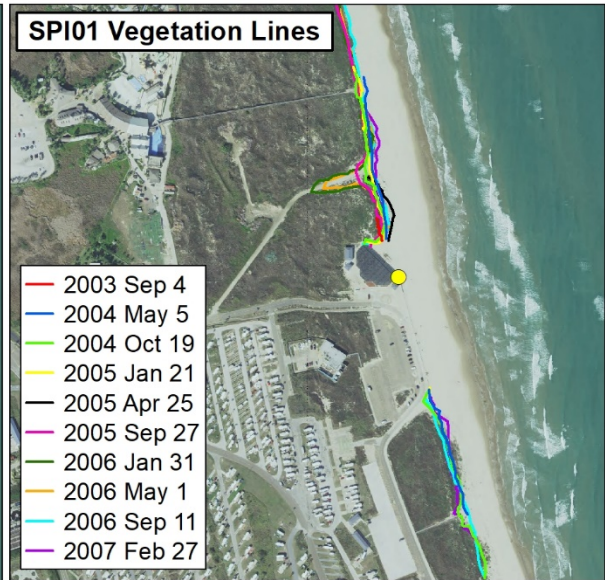 SPI01 Vegetation Lines
2003 Sep 4
2004 May 5
2004 Oct 19
2005 Jan 21
2005 Apr 25
2005 Sep 27
2006 Jan 31
2006 May 1
2006 Sep 11
2007 Feb 27